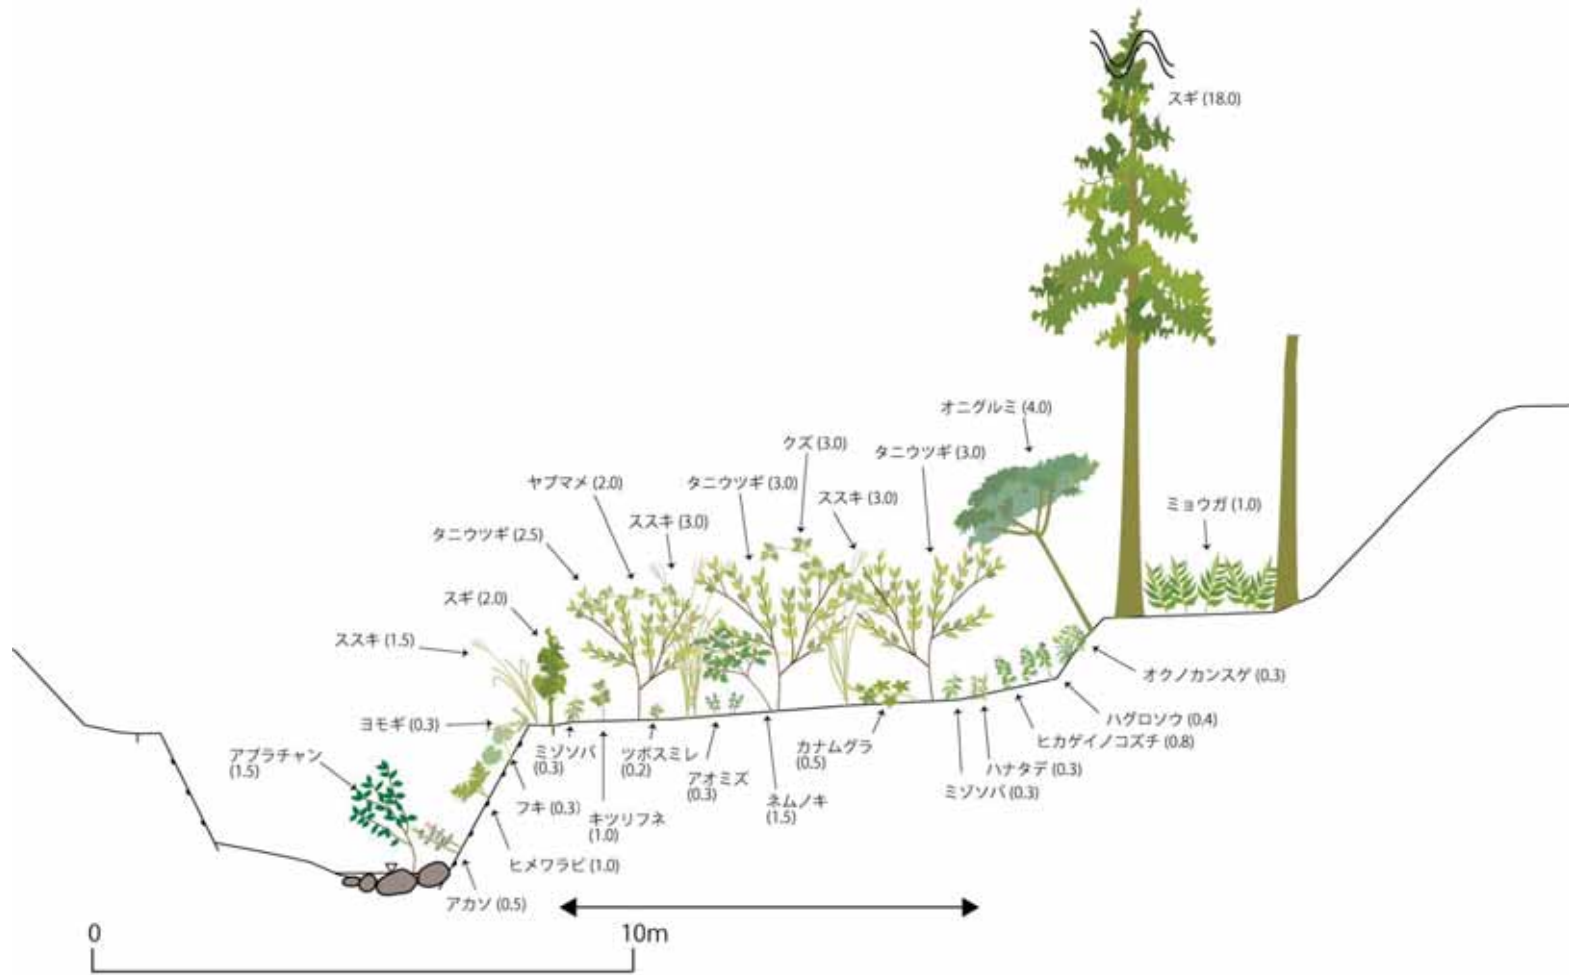 スギ (18.0)
オニグルミ (4.0)
クズ (3.0)
タニウツギ (3.0)
ヤブマメ (2.0)
タニウツギ (3.0)
ススキ (3.0)
ミョウガ (1.0)
ススキ (3.0)
タニウツギ (2.5)
スギ (2.0)
ススキ (1.5)
オクノカンスゲ (0.3)
ヨモギ (0.3)
ハグロソウ (0.4)
ヒカゲイノコズチ (0.8)
アブラチャン
(1.5)
ミゾソバ
(0.3)
ツボスミレ
(0.2)
アオミズ
(0.3)
カナムグラ
(0.5)
ハナタデ (0.3)
ミゾソバ (0.3)
フキ (0.3)
キツリフネ
(1.0)
ネムノキ
(1.5)
ヒメワラビ (1.0)
アカソ (0.5)
0
10m